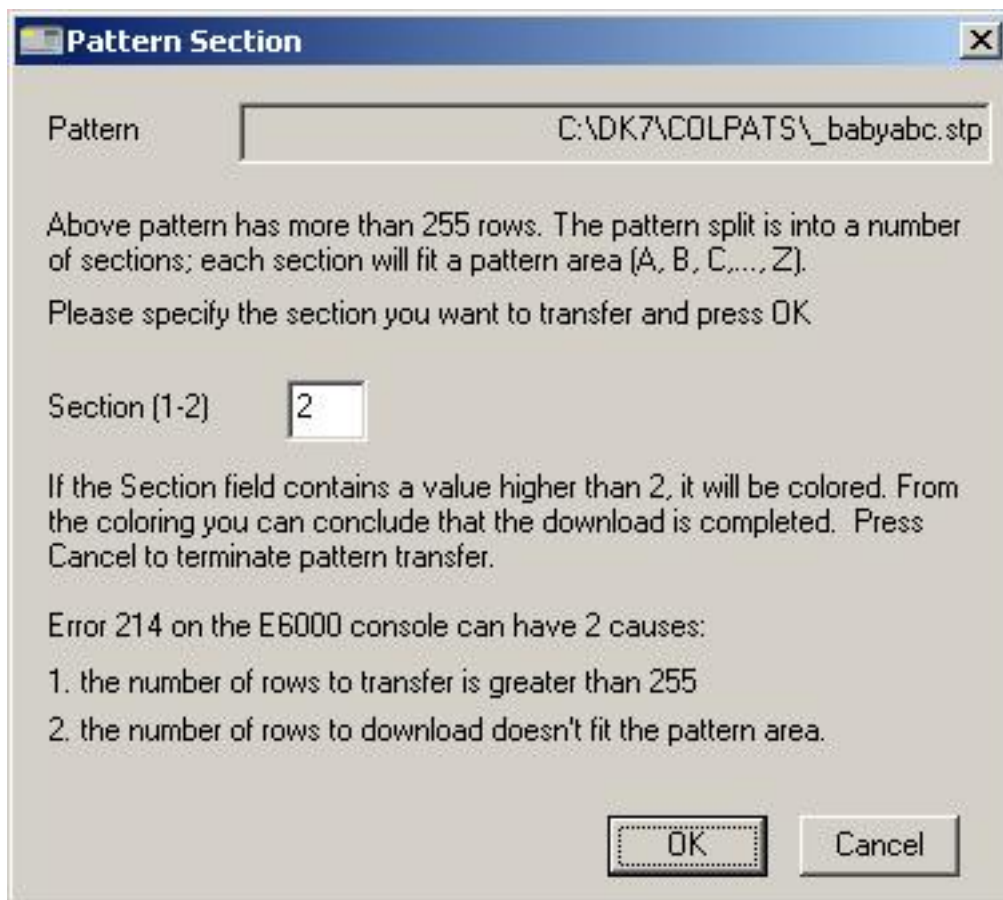 Pattern Section
Pattern C:\DK7\COLPATS\_babyabc.stp
Above pattern has more than 255 rows. The pattern split is into a number
of sections; each section will fit a pattern area (A, B, C,..., Z).
Please specify the section you want to transfer and press OK
Section (1-2) 2
If the Section field contains a value higher than 2, it will be colored. From
the coloring you can conclude that the download is completed.  Press
Cancel to terminate pattern transfer.
Error 214 on the E6000 console can have 2 causes:
1. the number of rows to transfer is greater than 255
2. the number of rows to download doesn't fit the pattern area.
OK Cancel